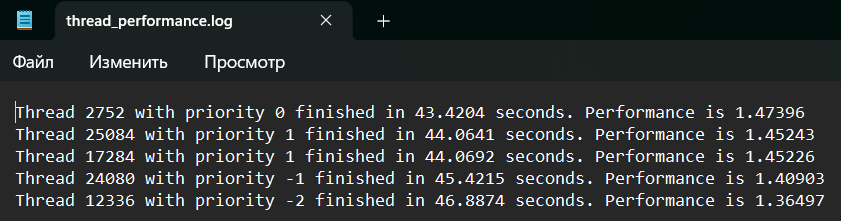 thread_performance.log
Файл Изменить Просмотр
Thread 2752 with priority 0 finished in 43.4204 seconds. Performance is 1.47396
Thread 25084 with priority 1 finished in 44.0641 seconds. Performance is 1.45243
Thread 17284 with priority 1 finished in 44.0692 seconds. Performance is 1.45226
Thread 24080 with priority -1 finished in 45.4215 seconds. Performance is 1.40903
Thread 12336 with priority -2 finished in 46.8874 seconds. Performance is 1.36497